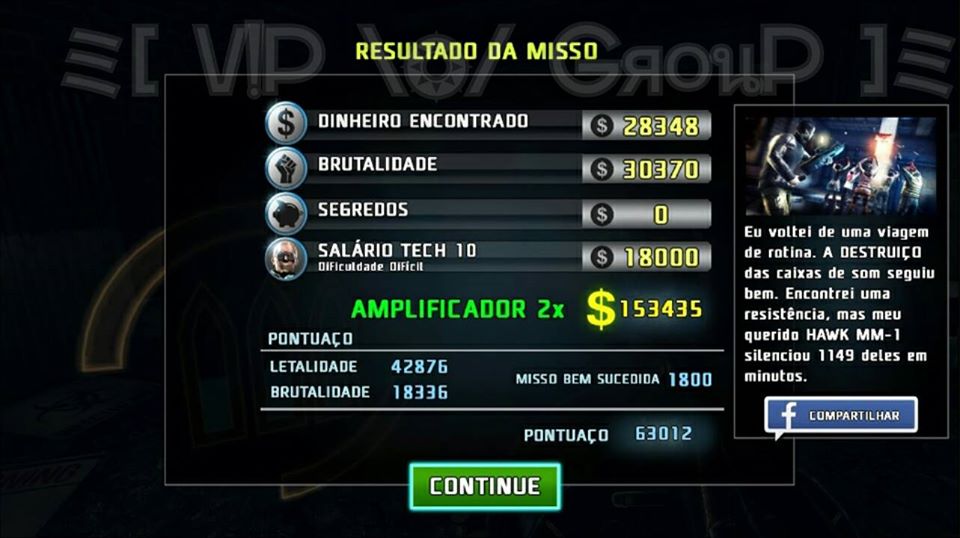 Ξ[ V!P \☼/ GᴙouP ]Ξ
RESULTADO DA MISSO
DINHEIRO ENCONTRADO $ 28348
BRUTALIDADE $ 30370
SEGREDOS $ 0
SALÁRIO TECH 10 $ 18000
Dificuldade Difícil
AMPLIFICADOR 2x $153435
PONTUAÇO
LETALIDADE 42876
BRUTALIDADE 18336
MISSO BEM SUCEDIDA 1800
PONTUAÇO 63012
CONTINUE
Eu voltei de uma viagem
de rotina. A DESTRUIÇO
das caixas de som seguiu
bem. Encontrei uma
resistência, mas meu
querido HAWK MM-1
silenciou 1149 deles em
minutos.
f COMPARTILHAR